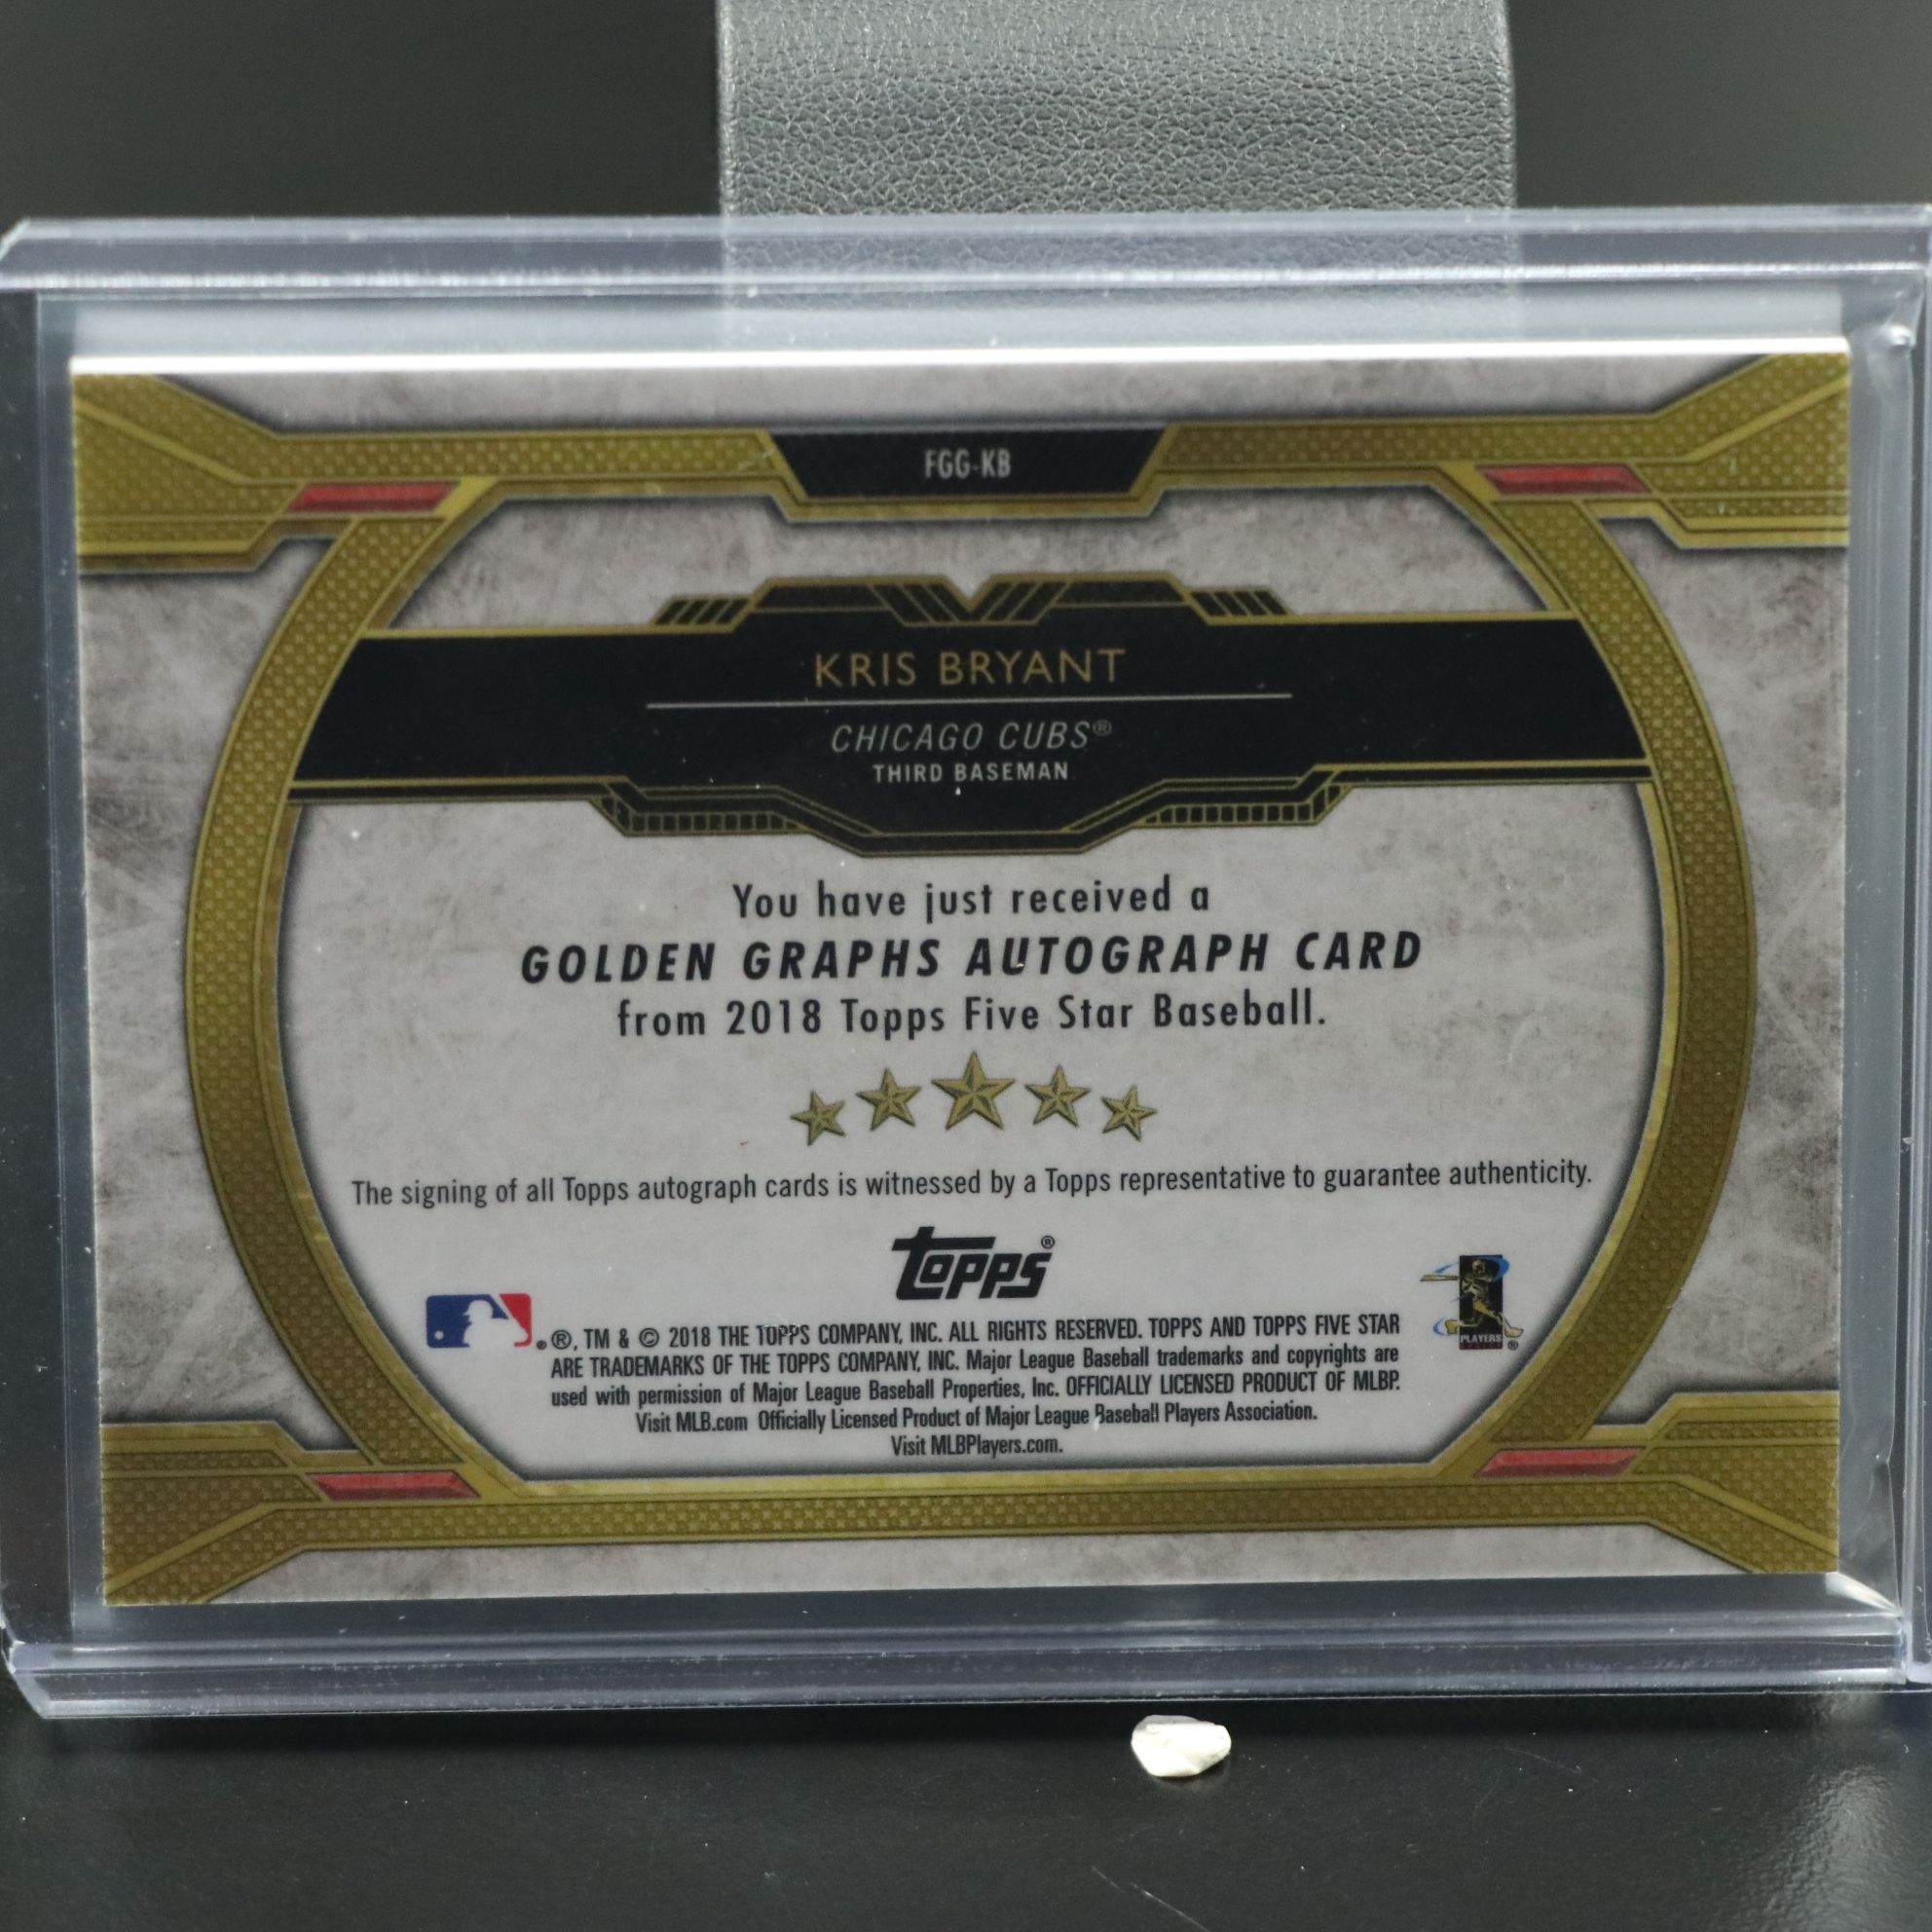 FGG-KB
KRIS BRYANT
CHICAGO CUBS®
THIRD BASEMAN
You have just received a
GOLDEN GRAPHS AUTOGRAPH CARD
from 2018 Topps Five Star Baseball.
The signing of all Topps autograph cards is witnessed by a Topps representative to guarantee authenticity.
Topps®
®, TM & © 2018 THE TOPPS COMPANY, INC. ALL RIGHTS RESERVED. TOPPS AND TOPPS FIVE STAR
ARE TRADEMARKS OF THE TOPPS COMPANY, INC. Major League Baseball trademarks and copyrights are
used with permission of Major League Baseball Properties, Inc. OFFICIALLY LICENSED PRODUCT OF MLBP.
Visit MLB.com Officially Licensed Product of Major League Baseball Players Association.
Visit MLBPlayers.com.
PLAYERS
®